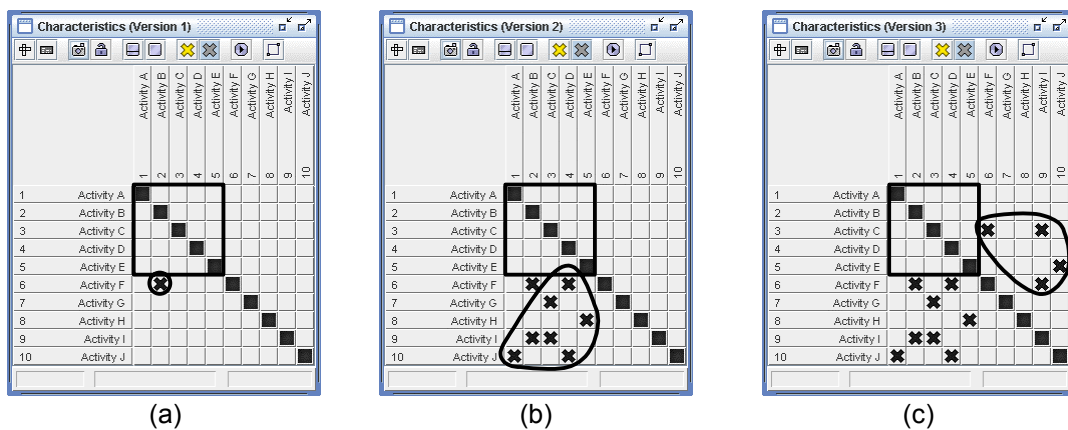 Characteristics (Version 1)
Activity A
Activity B
Activity C
Activity D
Activity E
Activity F
Activity G
Activity H
Activity I
Activity J
1
2
3
4
5
6
7
8
9
10
1 Activity A
2 Activity B
3 Activity C
4 Activity D
5 Activity E
6 Activity F
7 Activity G
8 Activity H
9 Activity I
10 Activity J
(a)
Characteristics (Version 2)
Activity A
Activity B
Activity C
Activity D
Activity E
Activity F
Activity G
Activity H
Activity I
Activity J
1
2
3
4
5
6
7
8
9
10
1 Activity A
2 Activity B
3 Activity C
4 Activity D
5 Activity E
6 Activity F
7 Activity G
8 Activity H
9 Activity I
10 Activity J
(b)
Characteristics (Version 3)
Activity A
Activity B
Activity C
Activity D
Activity E
Activity F
Activity G
Activity H
Activity I
Activity J
1
2
3
4
5
6
7
8
9
10
1 Activity A
2 Activity B
3 Activity C
4 Activity D
5 Activity E
6 Activity F
7 Activity G
8 Activity H
9 Activity I
10 Activity J
(c)